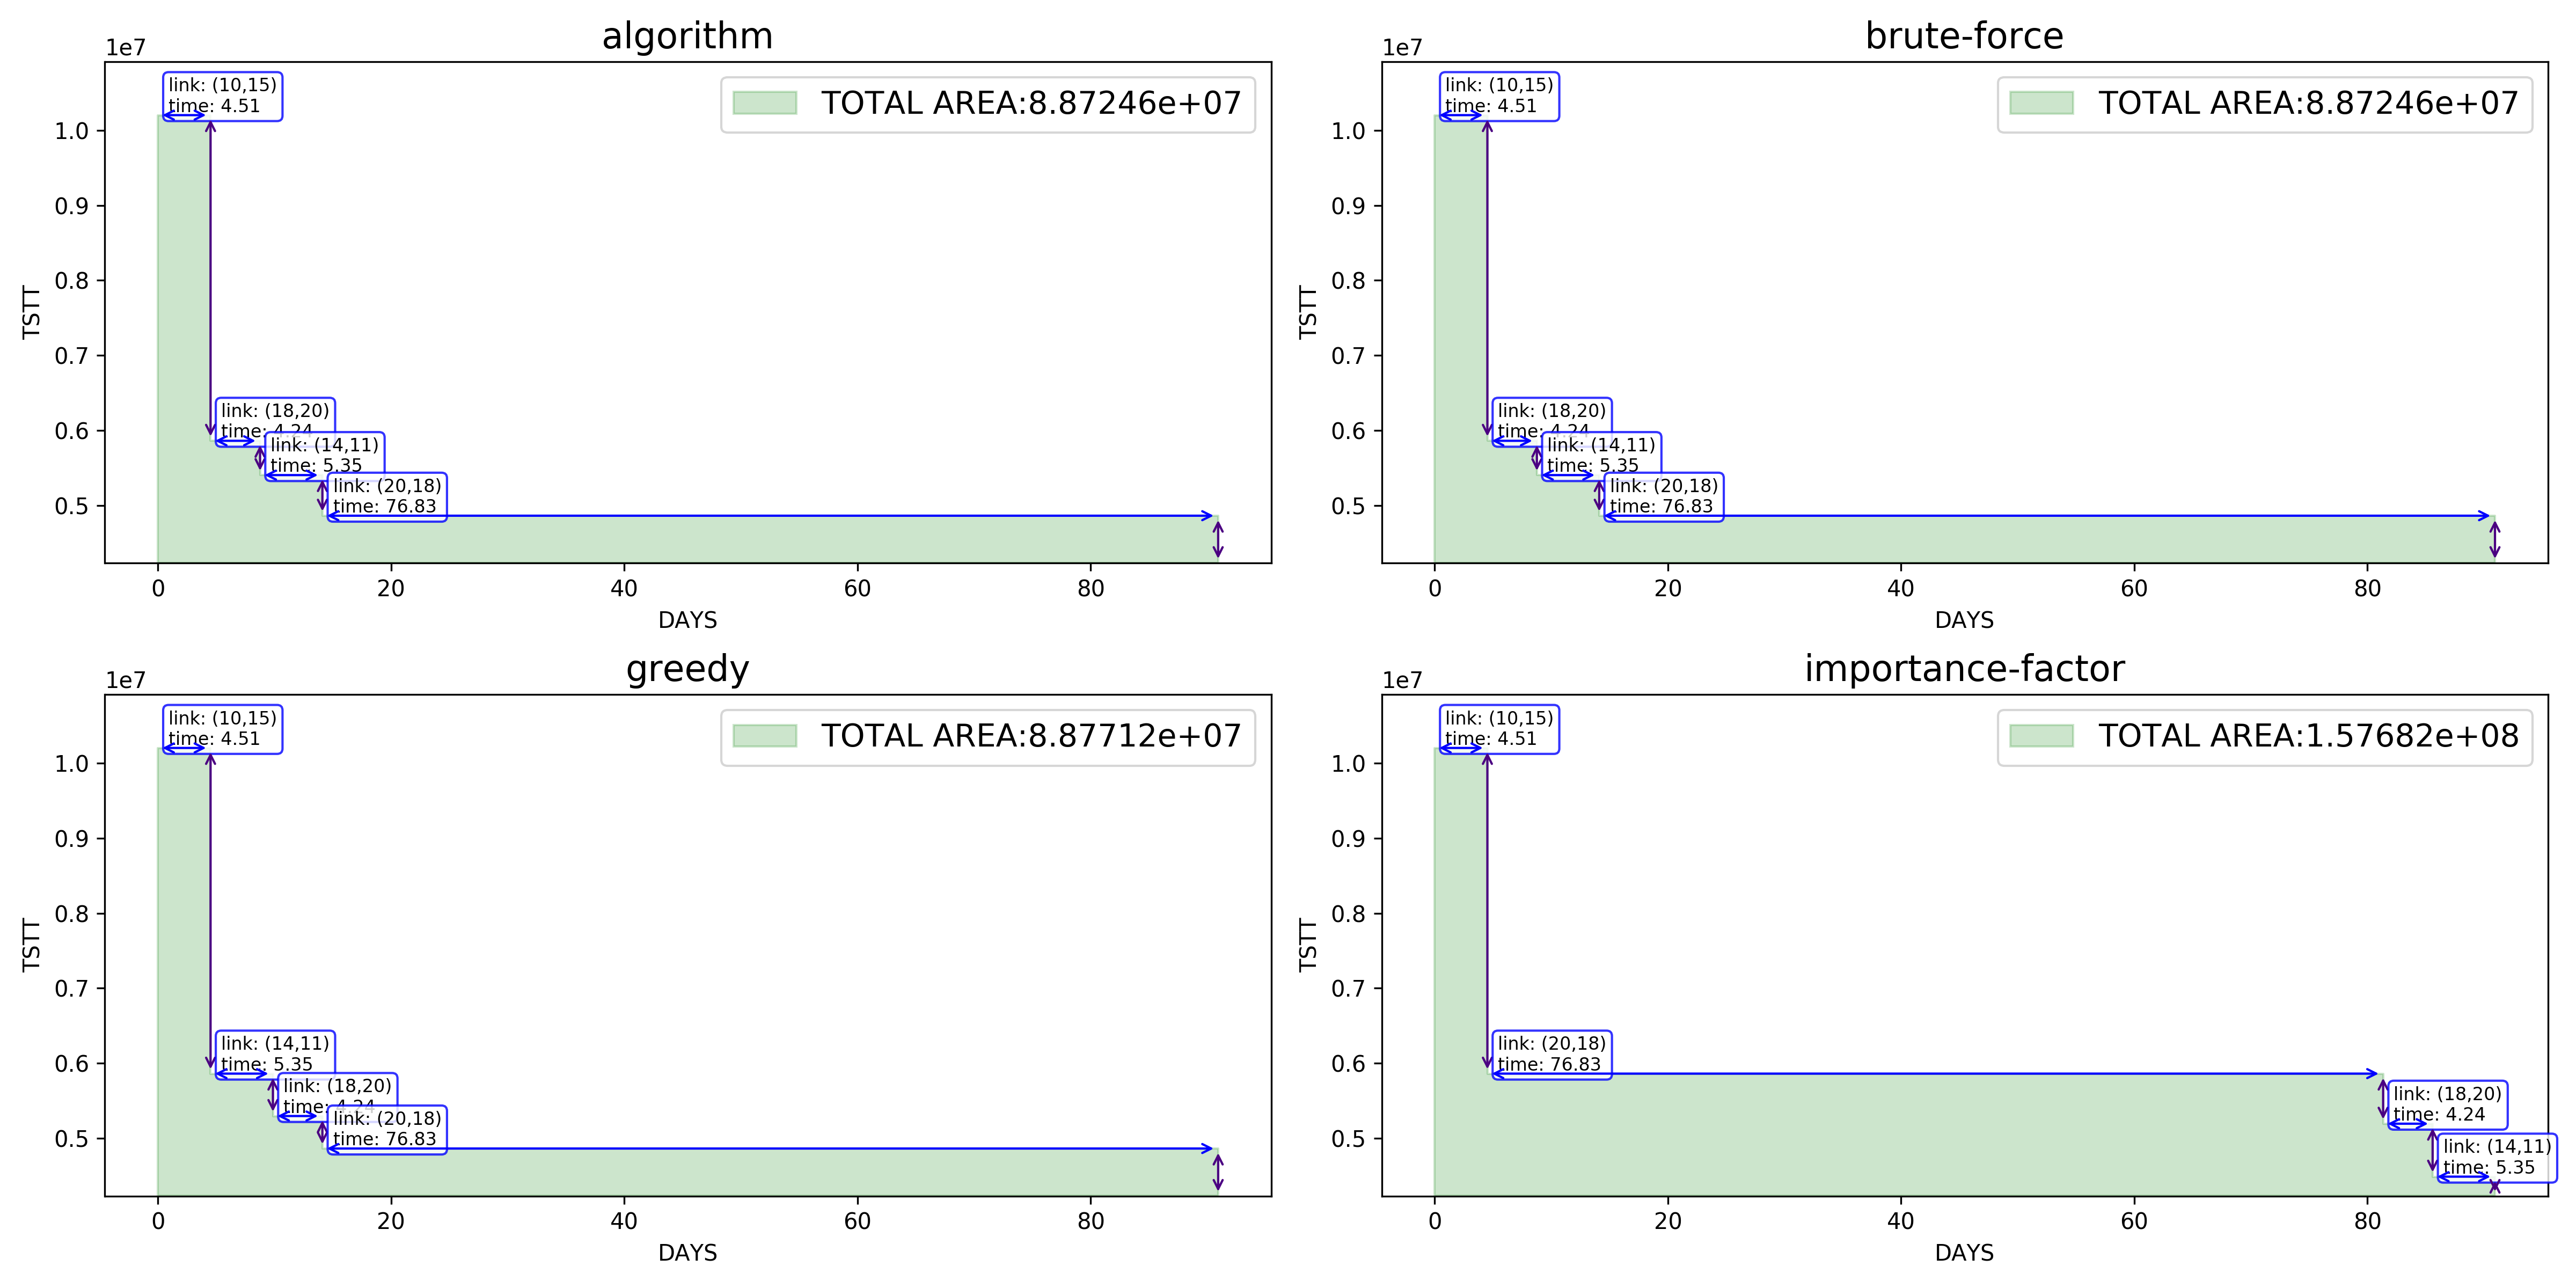 algorithm
1e7
TOTAL AREA:8.87246e+07
link: (10,15)
time: 4.51
link: (18,20)
time: 4.24
link: (14,11)
time: 5.35
link: (20,18)
time: 76.83
1.0
0.9
0.8
0.7
0.6
0.5
TSTT
0
20
40
60
80
DAYS
brute-force
1e7
TOTAL AREA:8.87246e+07
link: (10,15)
time: 4.51
link: (18,20)
time: 4.24
link: (14,11)
time: 5.35
link: (20,18)
time: 76.83
1.0
0.9
0.8
0.7
0.6
0.5
TSTT
0
20
40
60
80
DAYS
greedy
1e7
TOTAL AREA:8.87712e+07
link: (10,15)
time: 4.51
link: (14,11)
time: 5.35
link: (18,20)
time: 4.24
link: (20,18)
time: 76.83
1.0
0.9
0.8
0.7
0.6
0.5
TSTT
0
20
40
60
80
DAYS
importance-factor
1e7
TOTAL AREA:1.57682e+08
link: (10,15)
time: 4.51
link: (20,18)
time: 76.83
link: (18,20)
time: 4.24
link: (14,11)
time: 5.35
1.0
0.9
0.8
0.7
0.6
0.5
TSTT
0
20
40
60
80
DAYS